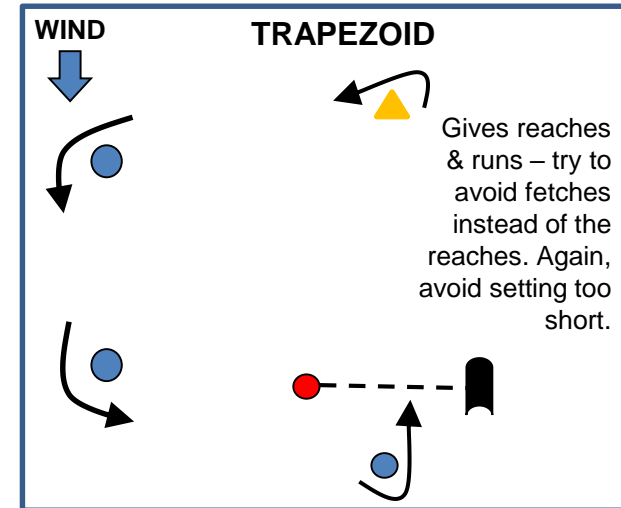 WIND
TRAPEZOID
Gives reaches
& runs – try to
avoid fetches
instead of the
reaches. Again,
avoid setting too
short.